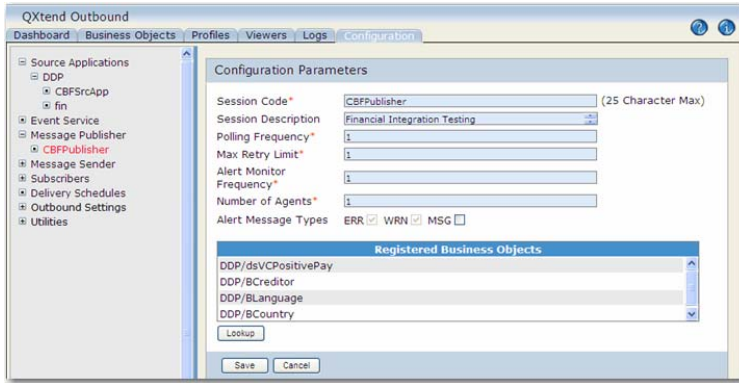 QXtend Outbound
Dashboard Business Objects Profiles Viewers Logs Configuration
Source Applications
DDP
CBFSrcApp
fin
Event Service
Message Publisher
CBFPublisher
Message Sender
Subscribers
Delivery Schedules
Outbound Settings
Utilities
Configuration Parameters
Session Code* CBFPublisher (25 Character Max)
Session Description Financial Integration Testing
Polling Frequency* 1
Max Retry Limit* 1
Alert Monitor
Frequency* 1
Number of Agents* 1
Alert Message Types ERR WRN MSG
Registered Business Objects
DDP/dsVCPositivePay
DDP/BCreditor
DDP/BLanguage
DDP/BCountry
Lookup
Save Cancel